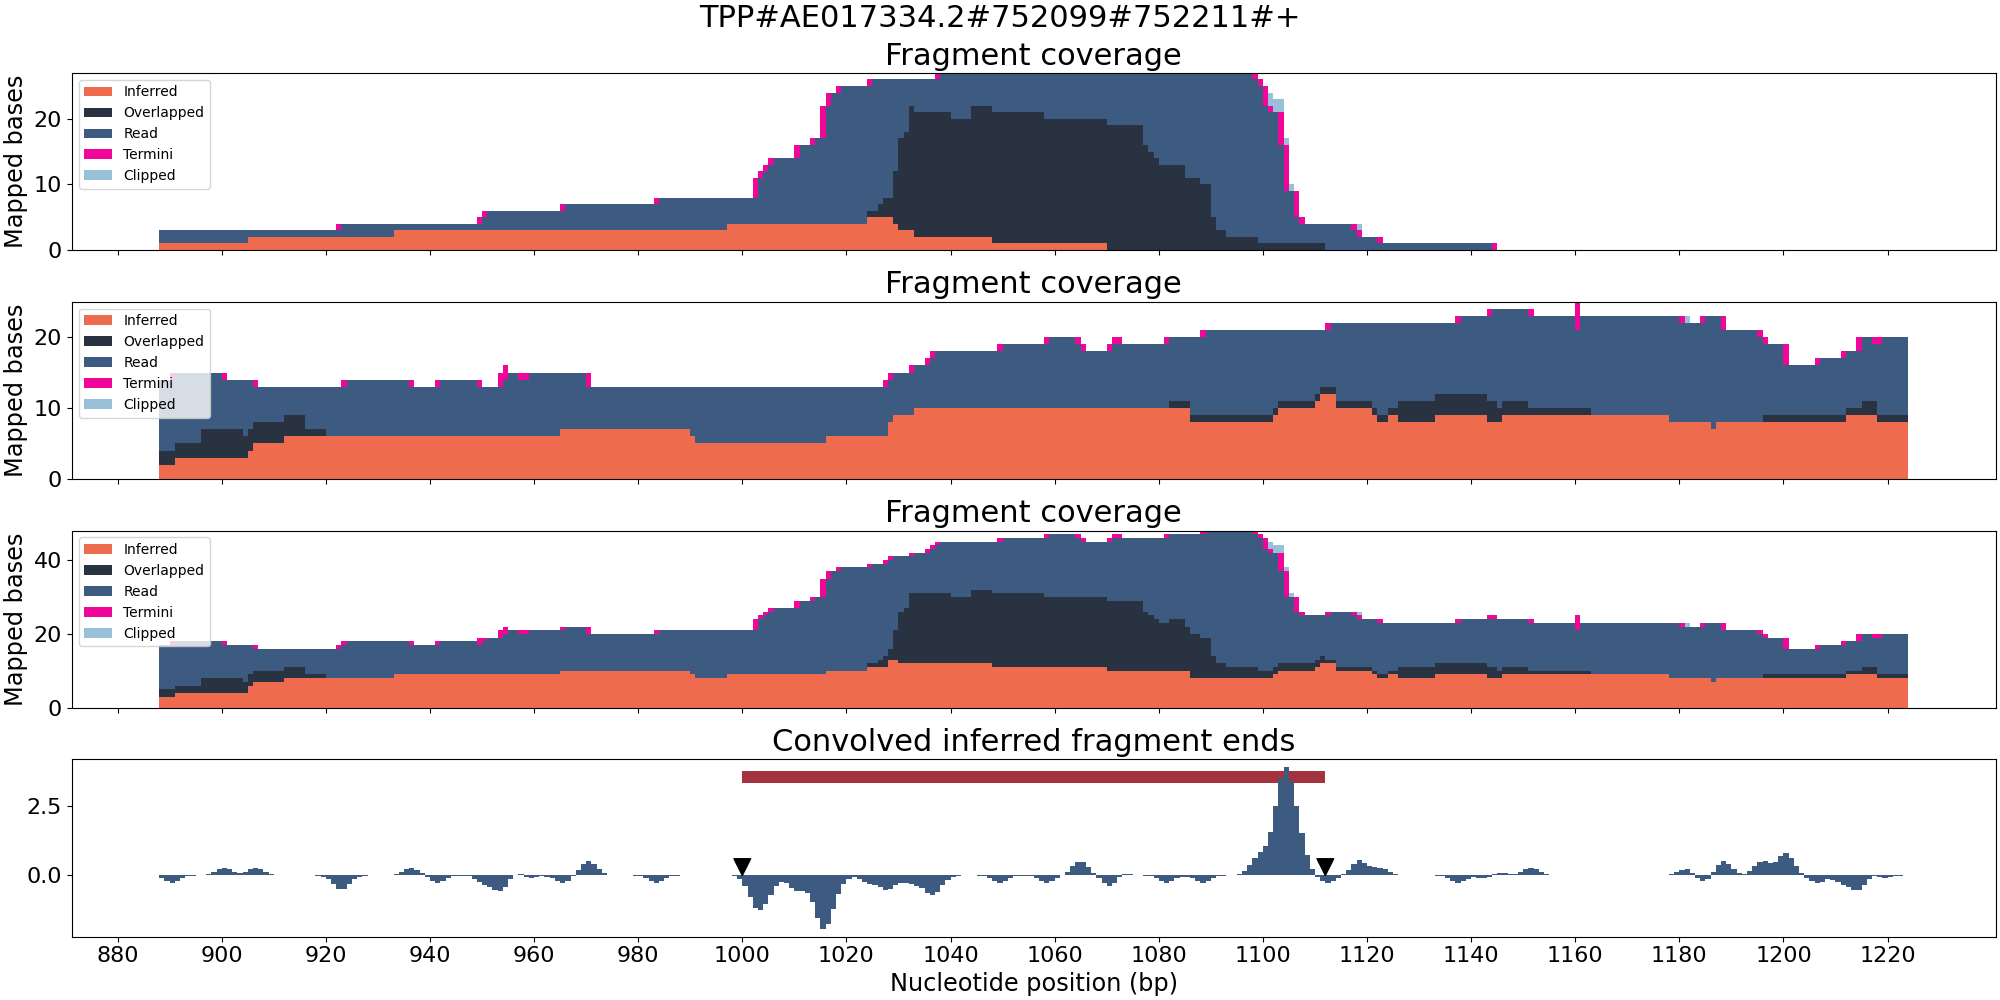 TPP#AE017334.2#752099#752211#+
Fragment coverage
Mapped bases
20
10
0
Inferred
Overlapped
Read
Termini
Clipped
Fragment coverage
Mapped bases
20
10
0
Inferred
Overlapped
Read
Termini
Clipped
Fragment coverage
Mapped bases
40
20
0
Inferred
Overlapped
Read
Termini
Clipped
Convolved inferred fragment ends
2.5
0.0
880 900 920 940 960 980 1000 1020 1040 1060 1080 1100 1120 1140 1160 1180 1200 1220
Nucleotide position (bp)